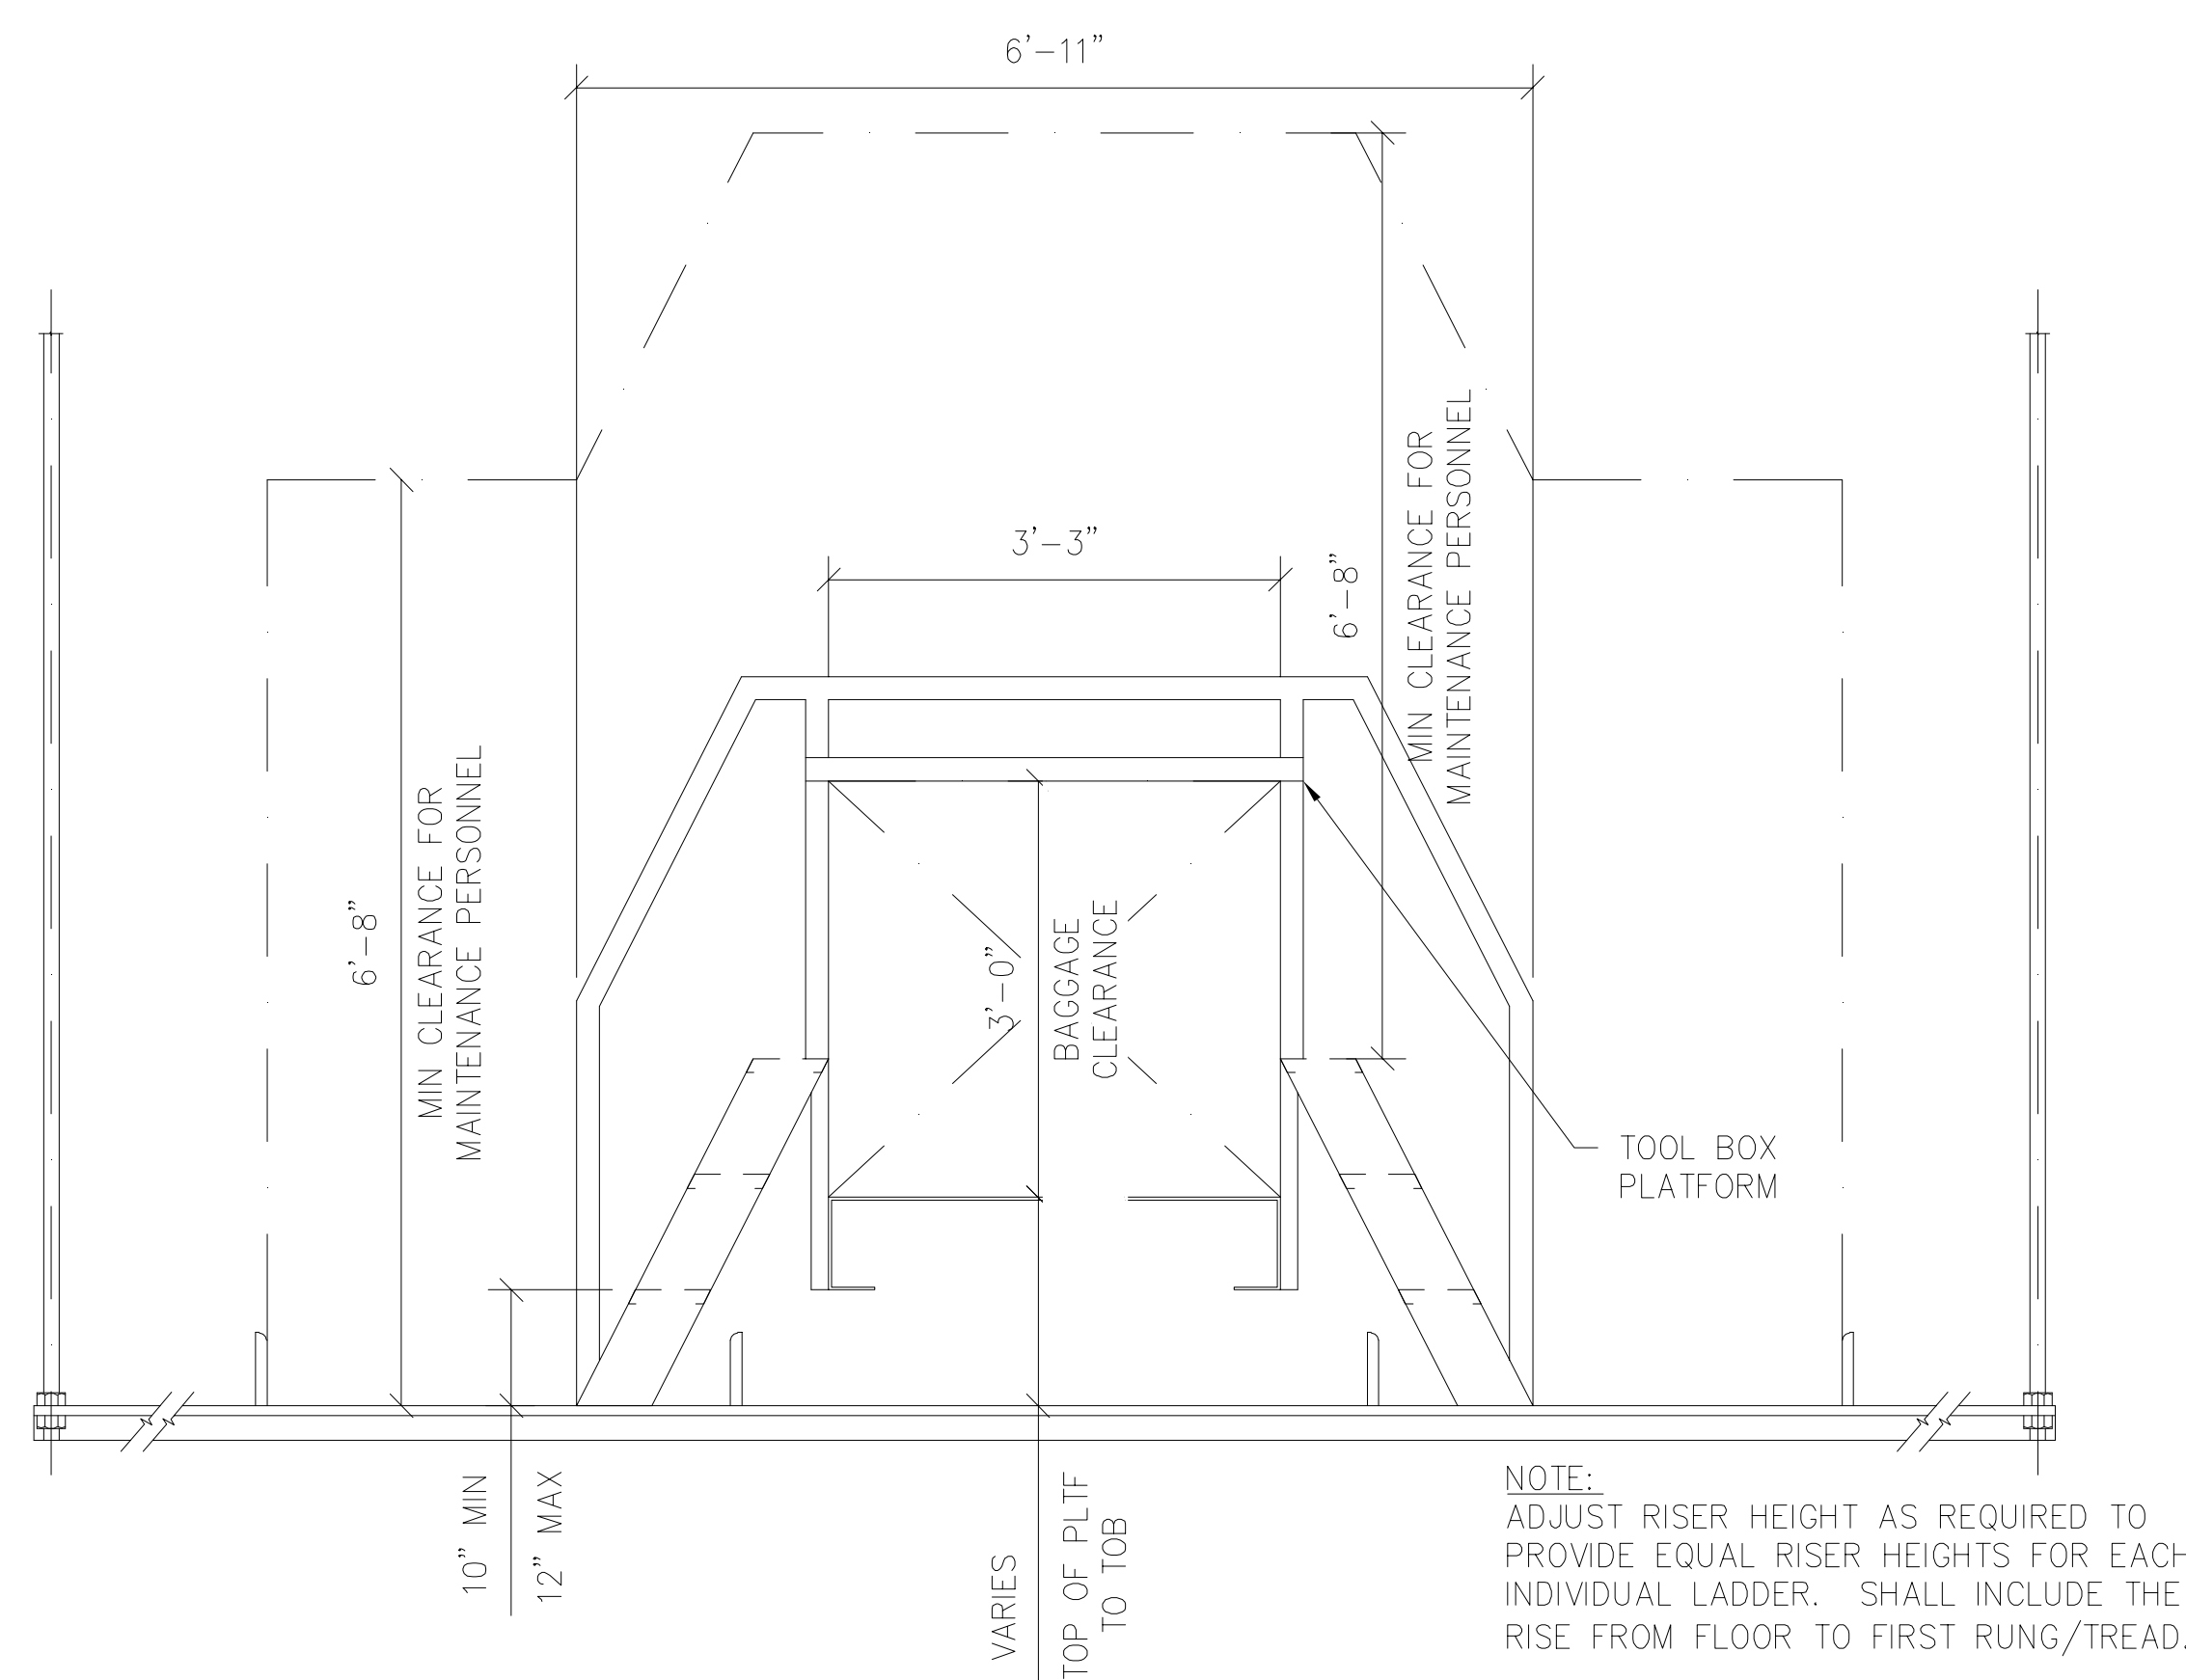 6'-11"
3'-3"
6'-8"
MIN CLEARANCE FOR
MAINTENANCE PERSONNEL
6'-8"
MIN CLEARANCE FOR
MAINTENANCE PERSONNEL
3'-0"
BAGGAGE
CLEARANCE
TOOL BOX
PLATFORM
10" MIN
12" MAX
VARIES
TOP OF PLTF
TO TOB
NOTE:
ADJUST RISER HEIGHT AS REQUIRED TO
PROVIDE EQUAL RISER HEIGHTS FOR EACH
INDIVIDUAL LADDER. SHALL INCLUDE THE
RISE FROM FLOOR TO FIRST RUNG/TREAD.